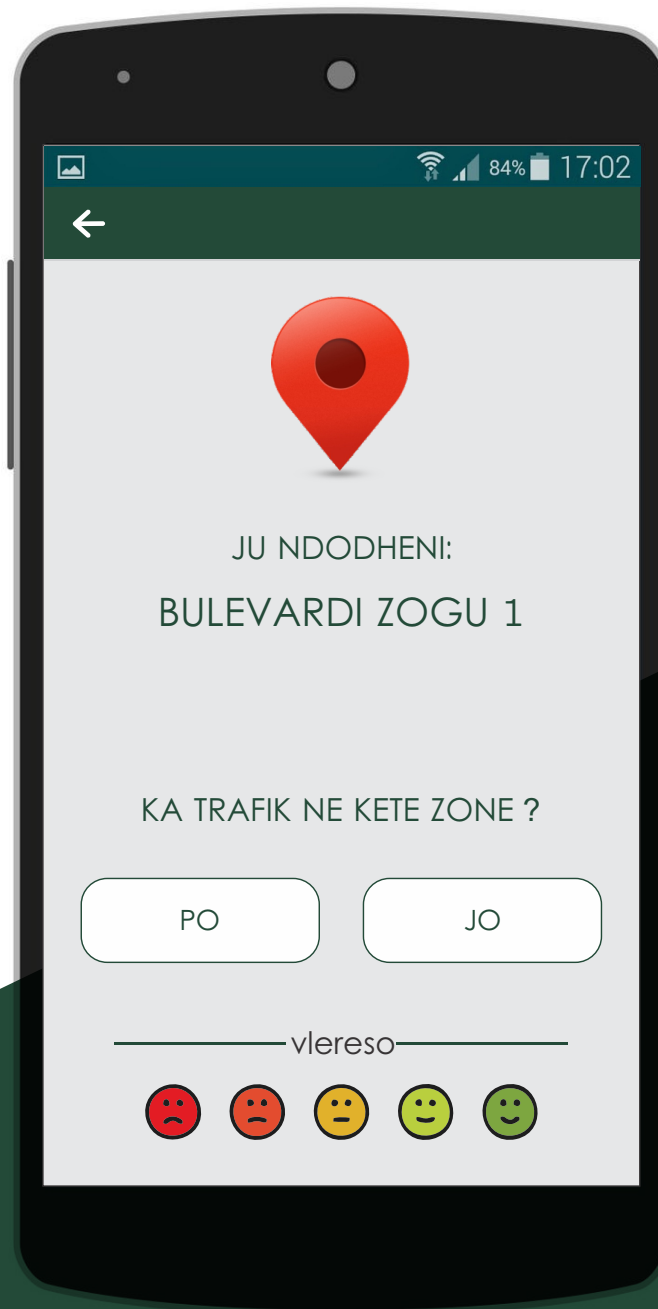 84% 17:02
JU NDODHENI:
BULEVARDI ZOGU 1
KA TRAFIK NE KETE ZONE ?
PO JO
vlereso